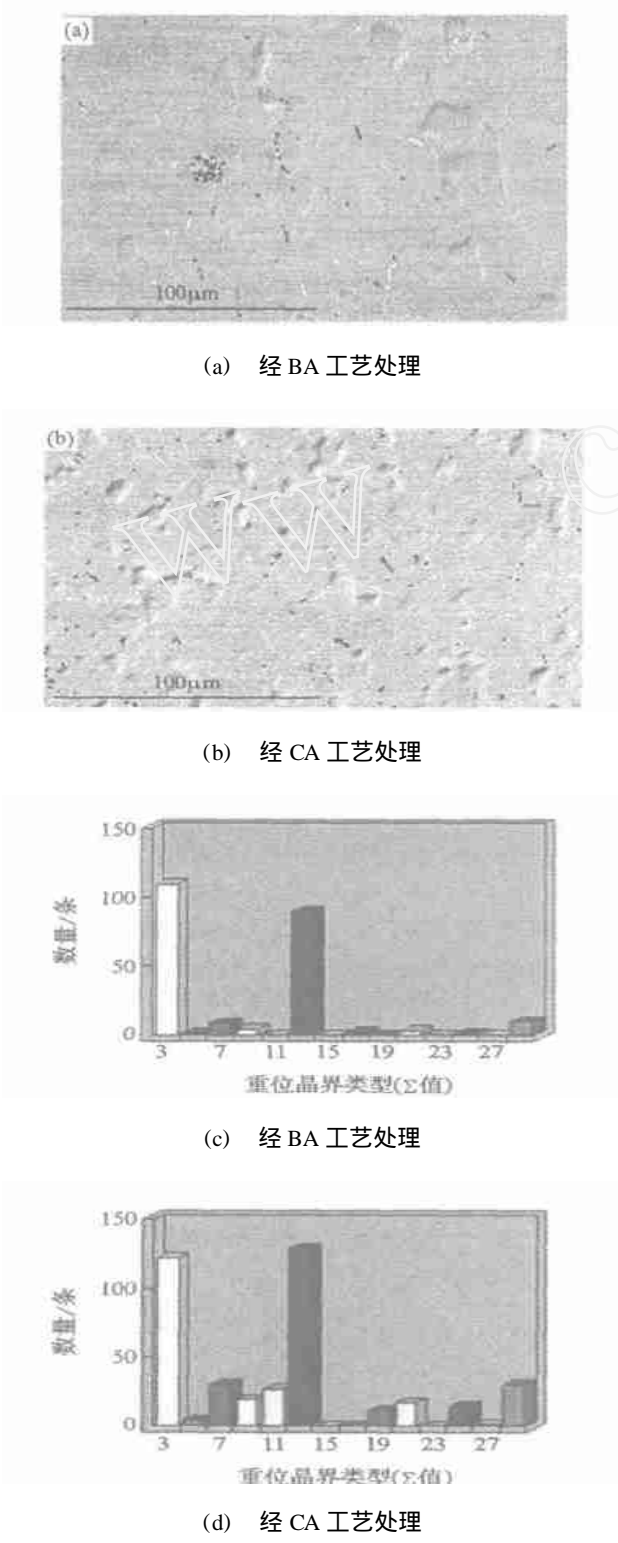 (a)
100μm
(a) 经 BA 工艺处理
(b)
WW C
100μm
(b) 经 CA 工艺处理
150
100
50
0
数量/条
3 7 11 15 19 23 27
重位晶界类型(Σ值)
(c) 经 BA 工艺处理
150
100
50
0
数量/条
3 7 11 15 19 23 27
重位晶界类型(Σ值)
(d) 经 CA 工艺处理